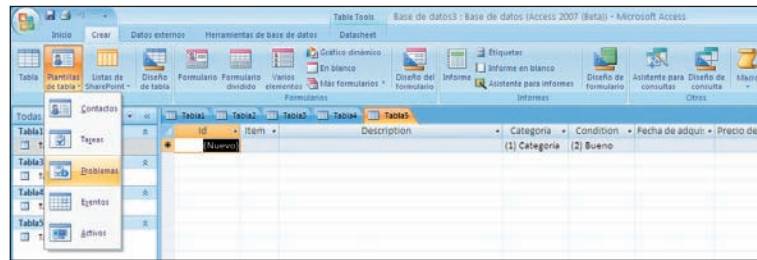 Table Tools Base de datos3 : Base de datos (Access 2007 (Beta)) - Microsoft Access
Inicio Crear Datos externos Herramientas de base de datos Datasheet
Tabla Plantillas de tabla Listas de SharePoint Diseño de tabla
Formulario Formulario dividido Varios elementos Gráfico dinámico En blanco Más formularios Diseño del formulario
Formularios
Informe Etiquetas Informe en blanco Asistente para informes Diseño de formulario
Informes
Asistente para consultas Diseño de consulta Macro
Otros
Contactos
Tareas
Problemas
Eventos
Activos
Todas
Tabla1
Tabla3
Tabla4
Tabla5
Tabla1 Tabla2 Tabla3 Tabla4 Tabla5
Id Item Description Categoría Condition Fecha de adquis Precio de
(Nuevo) (1) Categoría (2) Bueno